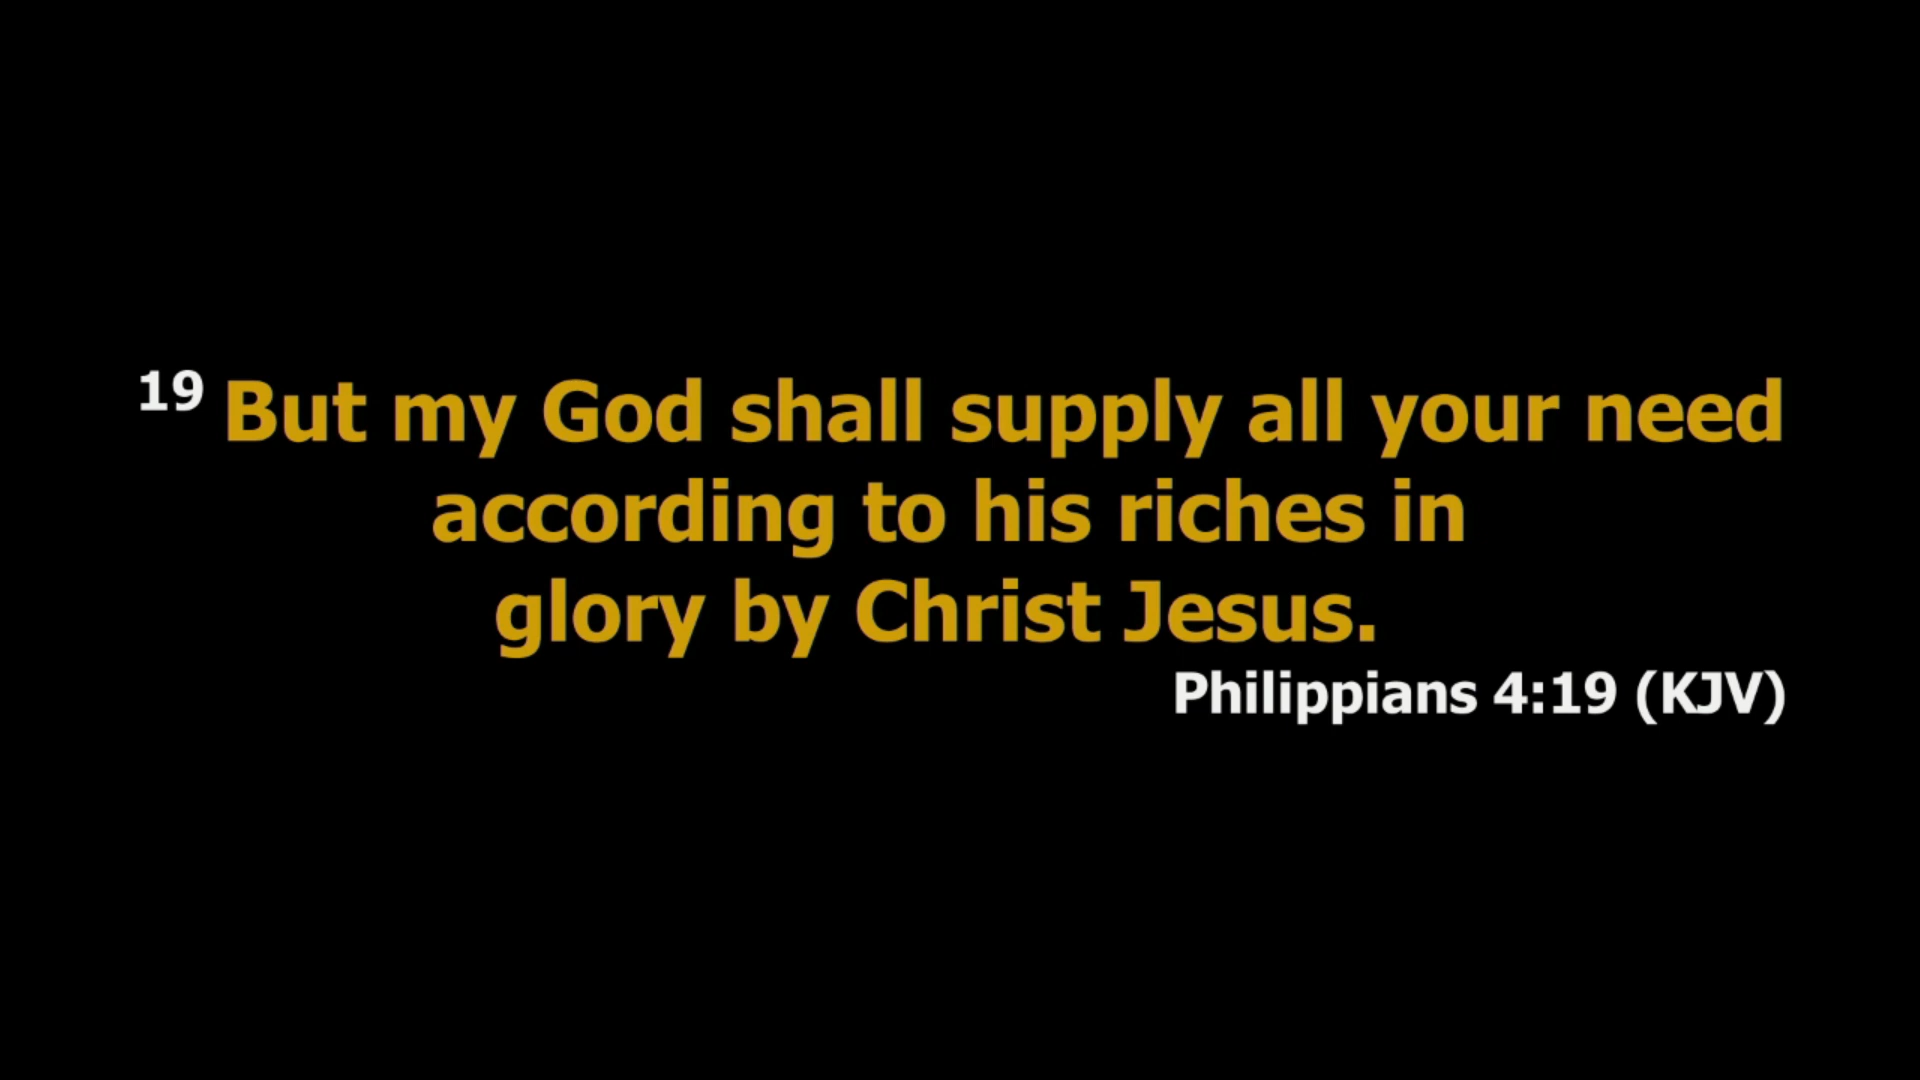 19 But my God shall supply all your need
according to his riches in
glory by Christ Jesus.
Philippians 4:19 (KJV)